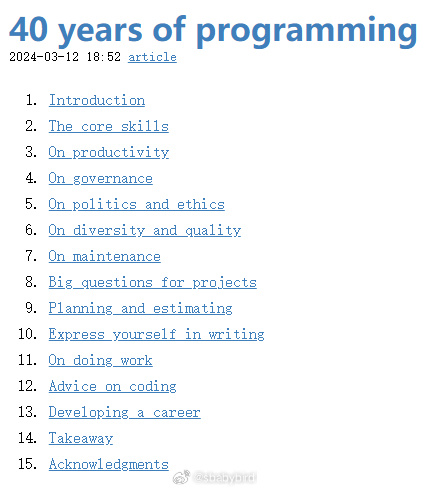 40 years of programming
2024-03-12 18:52 article
1. Introduction
2. The core skills
3. On productivity
4. On governance
5. On politics and ethics
6. On diversity and quality
7. On maintenance
8. Big questions for projects
9. Planning and estimating
10. Express yourself in writing
11. On doing work
12. Advice on coding
13. Developing a career
14. Takeaway
15. Acknowledgments